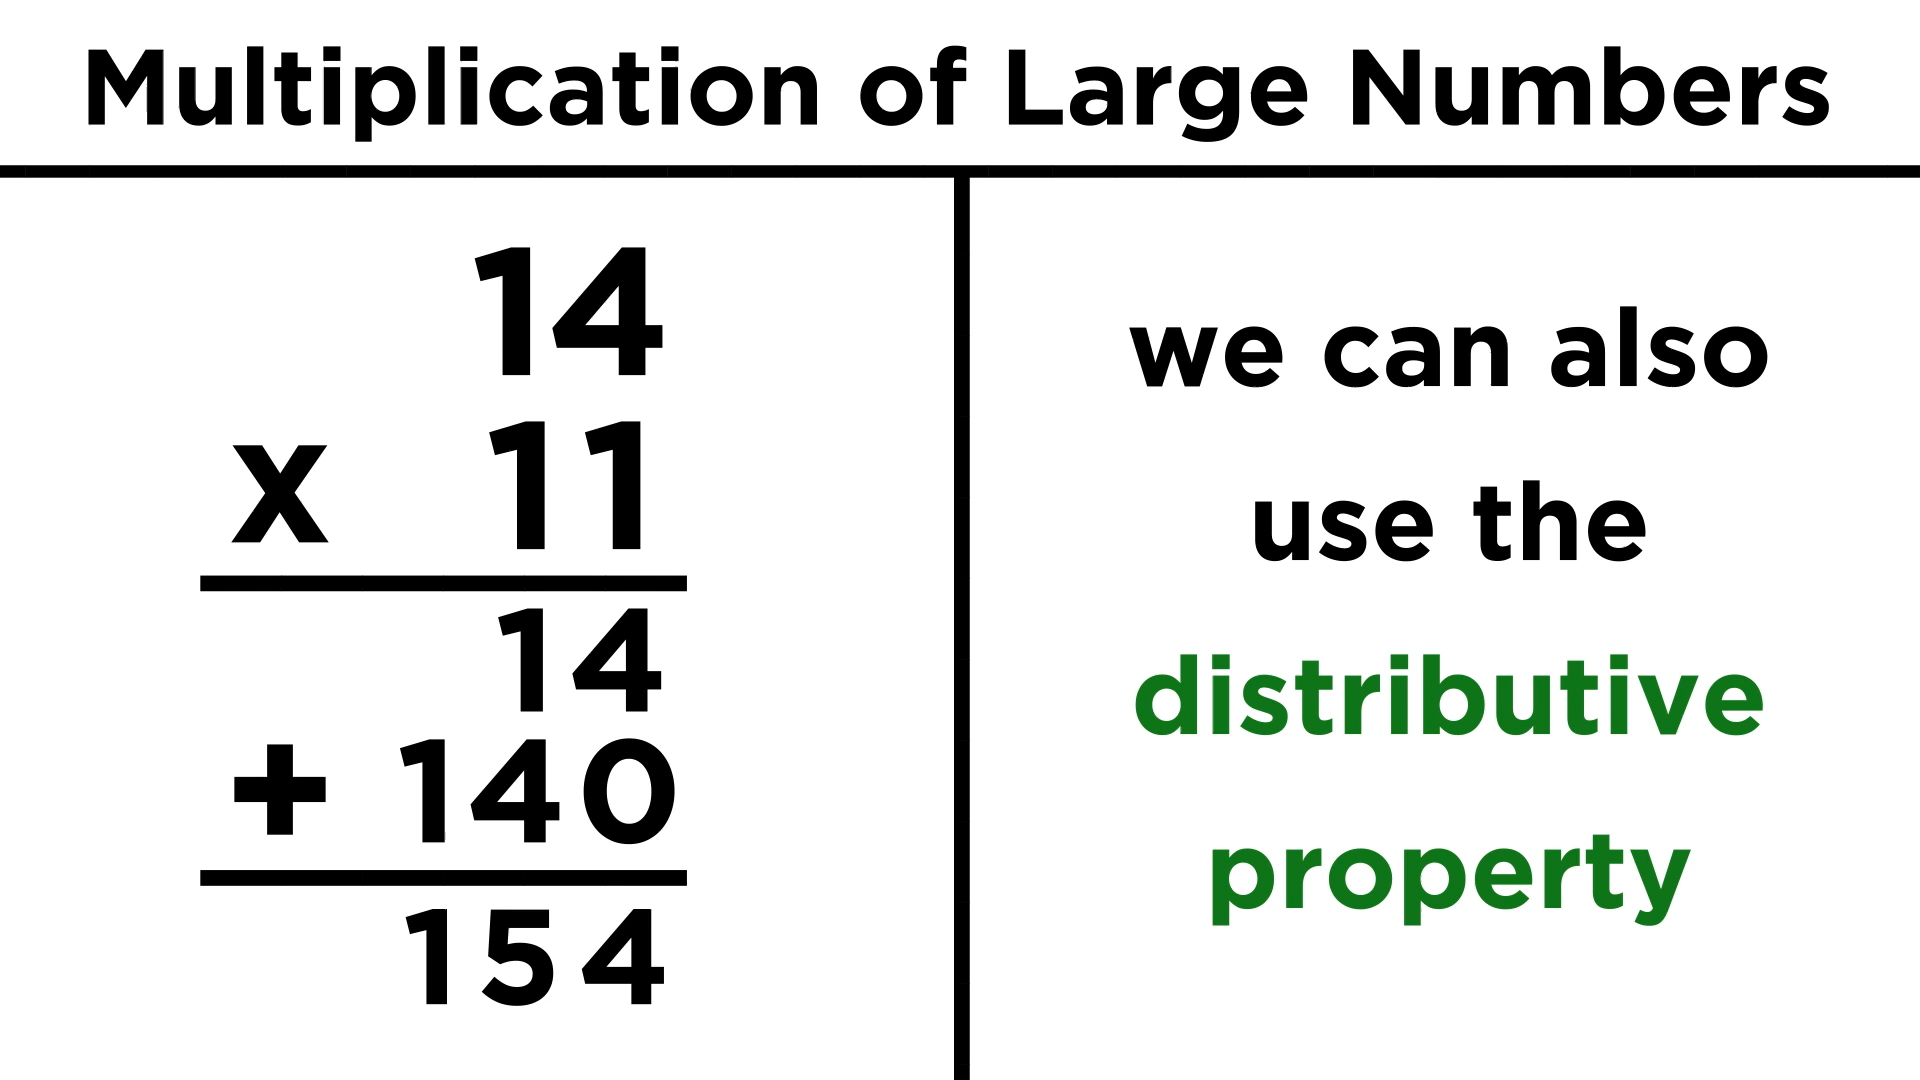 Multiplication of Large Numbers
14
x 11
14
+ 140
154
we can also
use the
distributive
property